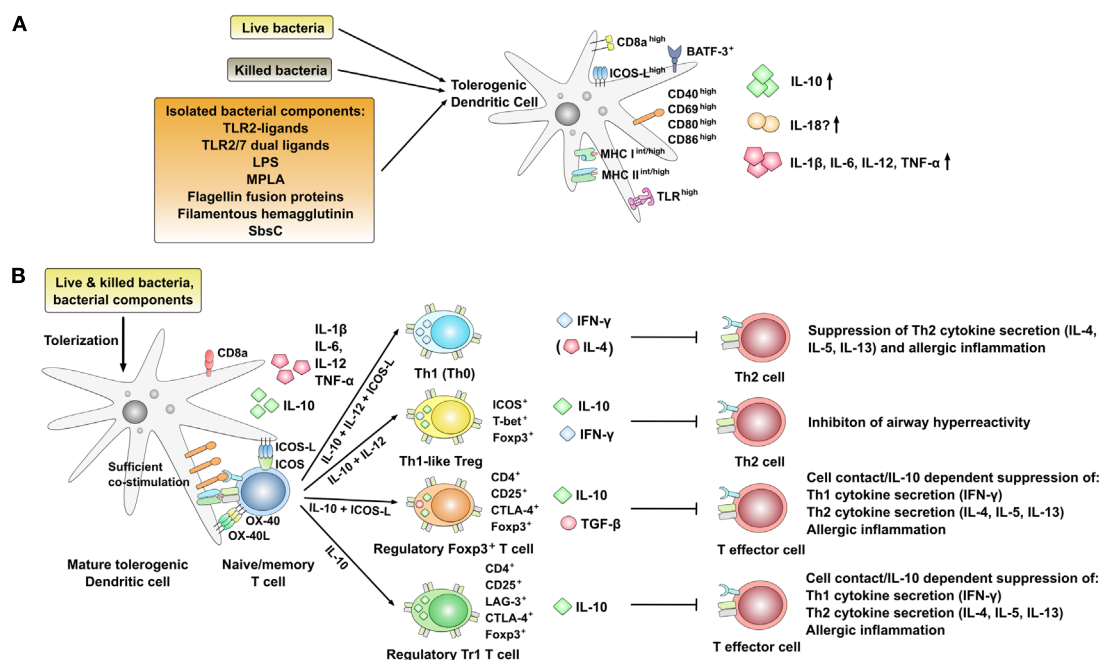 A
Live bacteria
Killed bacteria
Isolated bacterial components:
TLR2-ligands
TLR2/7 dual ligands
LPS
MPLA
Flagellin fusion proteins
Filamentous hemagglutinin
SbsC
Tolerogenic
Dendritic Cell
CD8a high
BATF-3+
ICOS-L high
CD40 high
CD69 high
CD80 high
CD86 high
MHC I int/high
MHC II int/high
TLR high
IL-10
IL-18?
IL-1β, IL-6, IL-12, TNF-α
B
Live & killed bacteria,
bacterial components
Tolerization
CD8a
IL-1β
IL-6,
IL-12
TNF-α
IL-10
ICOS-L
ICOS
Sufficient
co-stimulation
OX-40
OX-40L
Mature tolerogenic
Dendritic cell
Naive/memory
T cell
IL-10 + IL-12 + ICOS-L
IL-10 + IL-12
IL-10 + ICOS-L
IL-10
Th1 (Th0)
IFN-γ
( IL-4)
Th2 cell
Suppression of Th2 cytokine secretion (IL-4,
IL-5, IL-13) and allergic inflammation
Th1-like Treg
ICOS+
T-bet+
Foxp3+
IL-10
IFN-γ
Th2 cell
Inhibiton of airway hyperreactivity
Regulatory Foxp3+ T cell
CD4+
CD25+
CTLA-4+
Foxp3+
IL-10
TGF-β
T effector cell
Cell contact/IL-10 dependent suppression of:
Th1 cytokine secretion (IFN-γ)
Th2 cytokine secretion (IL-4, IL-5, IL-13)
Allergic inflammation
Regulatory Tr1 T cell
CD4+
CD25+
LAG-3+
CTLA-4+
Foxp3+
IL-10
T effector cell
Cell contact/IL-10 dependent suppression of:
Th1 cytokine secretion (IFN-γ)
Th2 cytokine secretion (IL-4, IL-5, IL-13)
Allergic inflammation